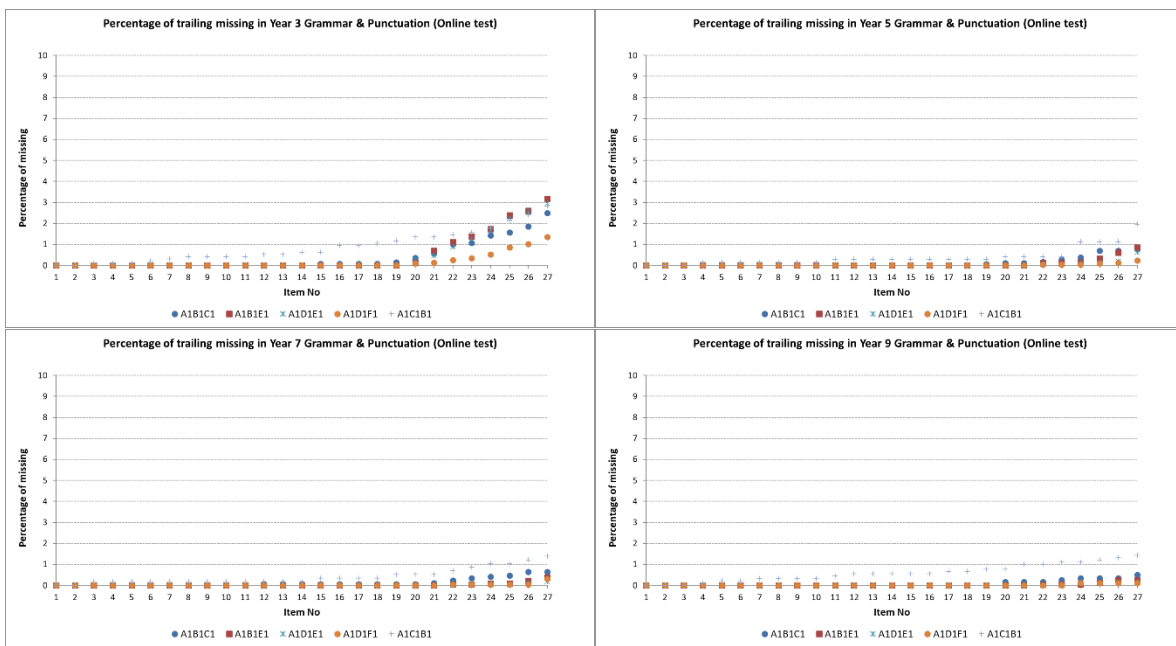 Percentage of trailing missing in Year 3 Grammar & Punctuation (Online test)
10
9
8
7
6
5
4
3
2
1
0
Percentage of missing
1 2 3 4 5 6 7 8 9 10 11 12 13 14 15 16 17 18 19 20 21 22 23 24 25 26 27
Item No
A1B1C1 A1B1E1 A1D1E1 A1D1F1 A1C1B1
Percentage of trailing missing in Year 5 Grammar & Punctuation (Online test)
10
9
8
7
6
5
4
3
2
1
0
Percentage of missing
1 2 3 4 5 6 7 8 9 10 11 12 13 14 15 16 17 18 19 20 21 22 23 24 25 26 27
Item No
A1B1C1 A1B1E1 A1D1E1 A1D1F1 A1C1B1
Percentage of trailing missing in Year 7 Grammar & Punctuation (Online test)
10
9
8
7
6
5
4
3
2
1
0
Percentage of missing
1 2 3 4 5 6 7 8 9 10 11 12 13 14 15 16 17 18 19 20 21 22 23 24 25 26 27
Item No
A1B1C1 A1B1E1 A1D1E1 A1D1F1 A1C1B1
Percentage of trailing missing in Year 9 Grammar & Punctuation (Online test)
10
9
8
7
6
5
4
3
2
1
0
Percentage of missing
1 2 3 4 5 6 7 8 9 10 11 12 13 14 15 16 17 18 19 20 21 22 23 24 25 26 27
Item No
A1B1C1 A1B1E1 A1D1E1 A1D1F1 A1C1B1